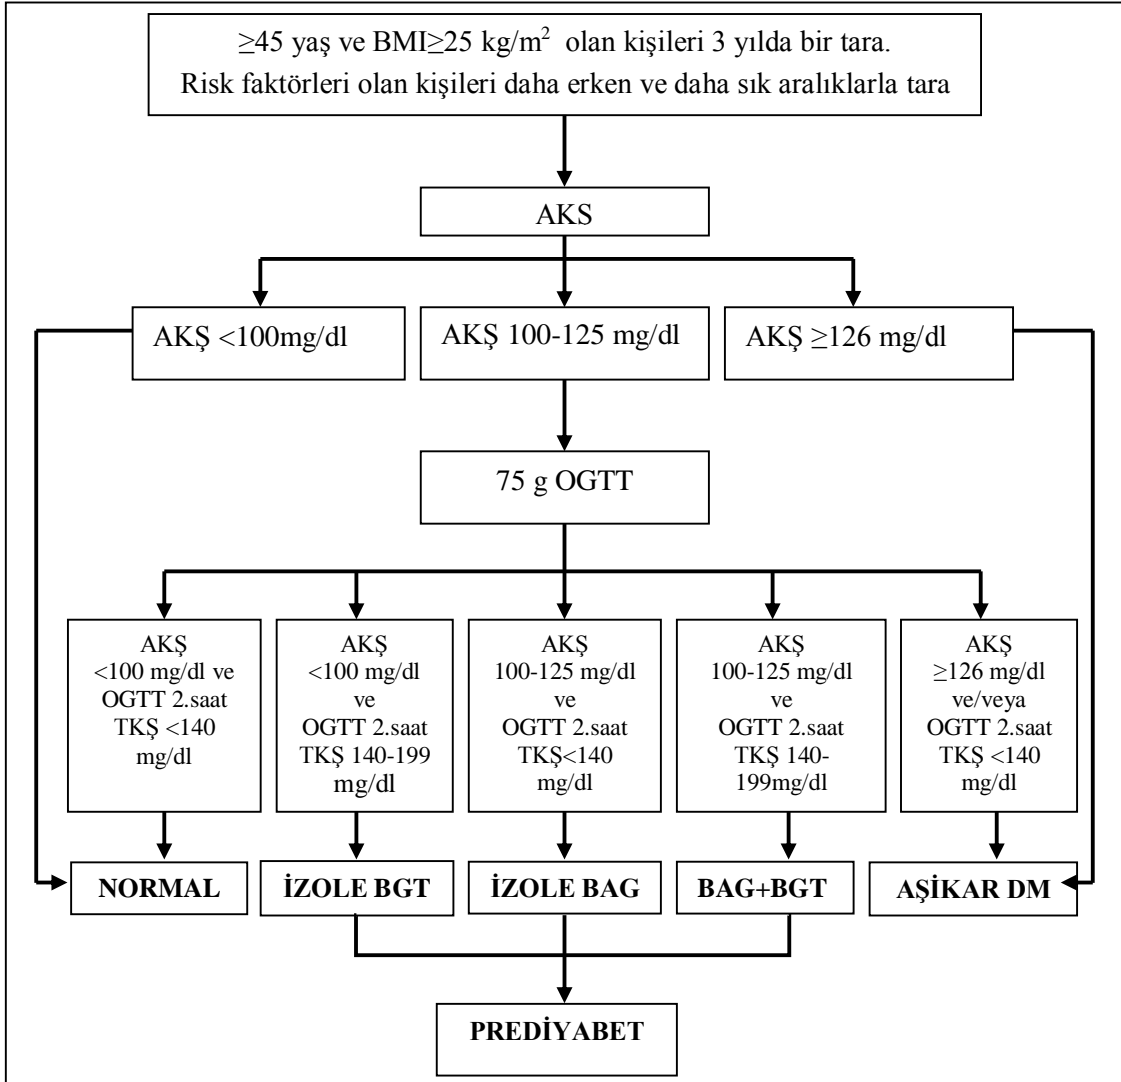 ≥45 yaş ve BMI≥25 kg/m² olan kişileri 3 yılda bir tara.
Risk faktörleri olan kişileri daha erken ve daha sık aralıklarla tara
AKS
AKŞ <100mg/dl
AKŞ 100-125 mg/dl
AKŞ ≥126 mg/dl
75 g OGTT
AKŞ
<100 mg/dl ve
OGTT 2.saat
TKŞ <140
mg/dl
AKŞ
<100 mg/dl
ve
OGTT 2.saat
TKŞ 140-199
mg/dl
AKŞ
100-125 mg/dl
ve
OGTT 2.saat
TKŞ<140
mg/dl
AKŞ
100-125 mg/dl
ve
OGTT 2.saat
TKŞ 140-
199mg/dl
AKŞ
≥126 mg/dl
ve/veya
OGTT 2.saat
TKŞ <140
mg/dl
NORMAL
İZOLE BGT
İZOLE BAG
BAG+BGT
AŞİKAR DM
PREDİYABET